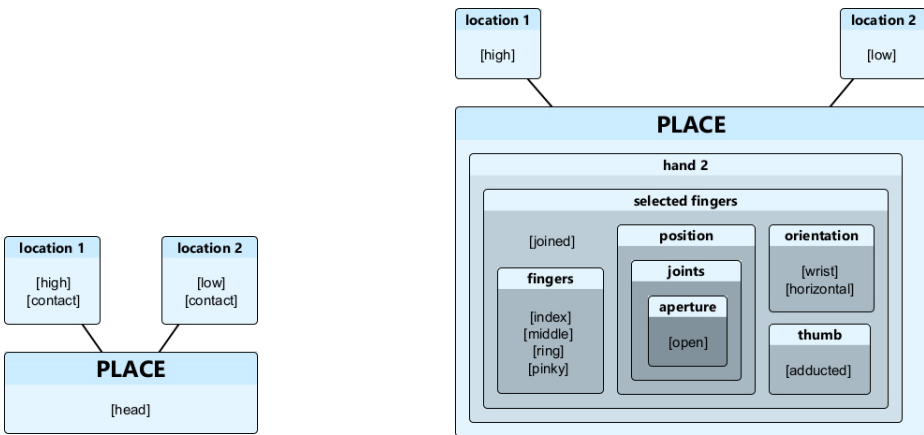 location 1
[high]
[contact]
location 2
[low]
[contact]
PLACE
[head]
location 1
[high]
location 2
[low]
PLACE
hand 2
selected fingers
[joined]
fingers
[index]
[middle]
[ring]
[pinky]
position
joints
aperture
[open]
orientation
[wrist]
[horizontal]
thumb
[adducted]